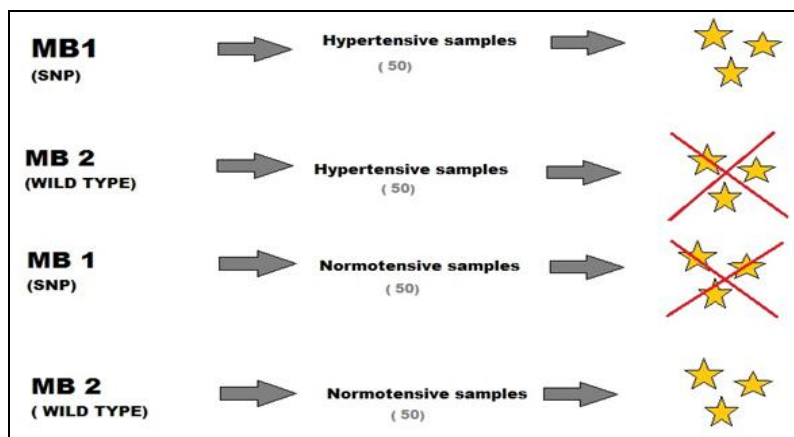 MB1
(SNP)
Hypertensive samples
( 50)
MB 2
(WILD TYPE)
Hypertensive samples
( 50)
MB 1
(SNP)
Normotensive samples
( 50)
MB 2
( WILD TYPE)
Normotensive samples
( 50)